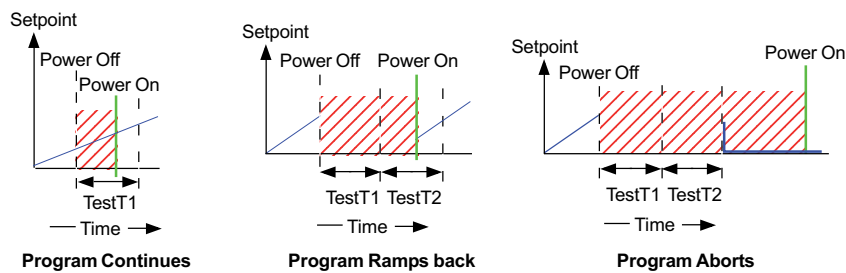 Setpoint
Power Off
Power On
TestT1
Time
Program Continues
Setpoint
Power Off
Power On
TestT1
TestT2
Time
Program Ramps back
Setpoint
Power Off
Power On
TestT1
TestT2
Time
Program Aborts